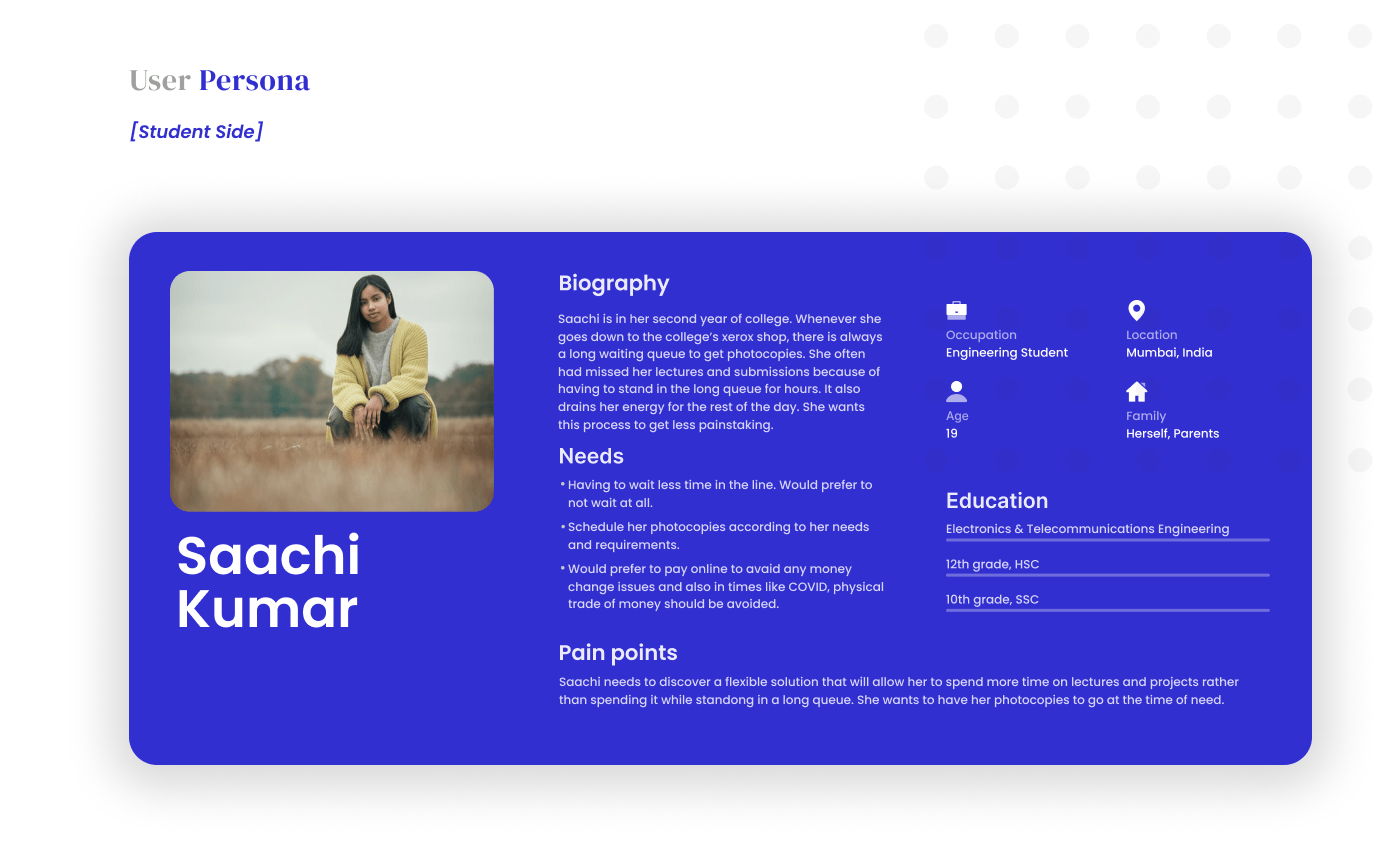 User Persona
[Student Side]
Saachi
Kumar
Biography
Saachi is in her second year of college. Whenever she
goes down to the college's xerox shop, there is always
a long waiting queue to get photocopies. She often
had missed her lectures and submissions because of
having to stand in the long queue for hours. It also
drains her energy for the rest of the day. She wants
this process to get less painstaking.
Needs
• Having to wait less time in the line. Would prefer to
not wait at all.
• Schedule her photocopies according to her needs
and requirements.
• Would prefer to pay online to avaid any money
change issues and also in times like COVID, physical
trade of money should be avoided.
Pain points
Saachi needs to discover a flexible solution that will allow her to spend more time on lectures and projects rather
than spending it while standong in a long queue. She wants to have her photocopies to go at the time of need.
Occupation
Engineering Student
Location
Mumbai, India
Age
19
Family
Herself, Parents
Education
Electronics & Telecommunications Engineering
12th grade, HSC
10th grade, SSC